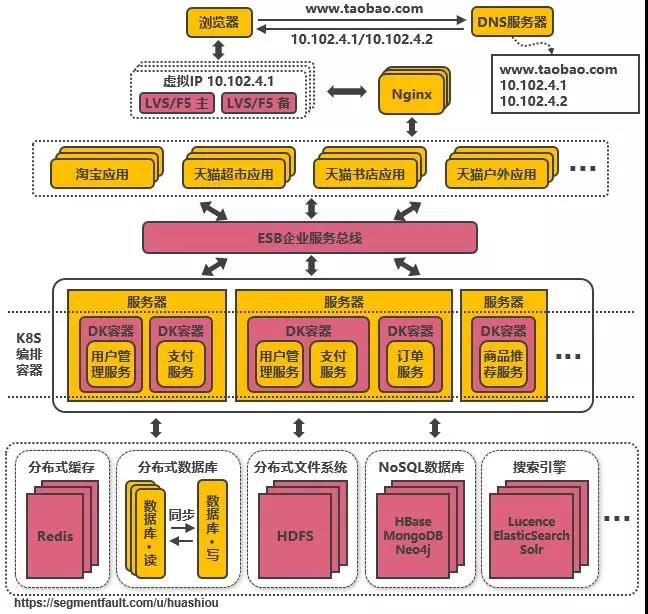 www.taobao.com
浏览器
DNS服务器
10.102.4.1/10.102.4.2
虚拟IP 10.102.4.1
LVS/F5 主
LVS/F5 备
Nginx
www.taobao.com
10.102.4.1
10.102.4.2
淘宝应用
天猫超市应用
天猫书店应用
天猫户外应用
ESB企业服务总线
K8S
编排
容器
服务器
DK容器
用户管
理服务
DK容器
支付
服务
服务器
DK容器
用户管
理服务
支付
服务
DK容器
订单
服务
服务器
DK容器
商品推
荐服务
分布式缓存
Redis
分布式数据库
数据库·读
同步
数据库·写
分布式文件系统
HDFS
NoSQL数据库
HBase
MongoDB
Neo4j
搜索引擎
Lucence
ElasticSearch
Solr
https://segmentfault.com/u/huashiou